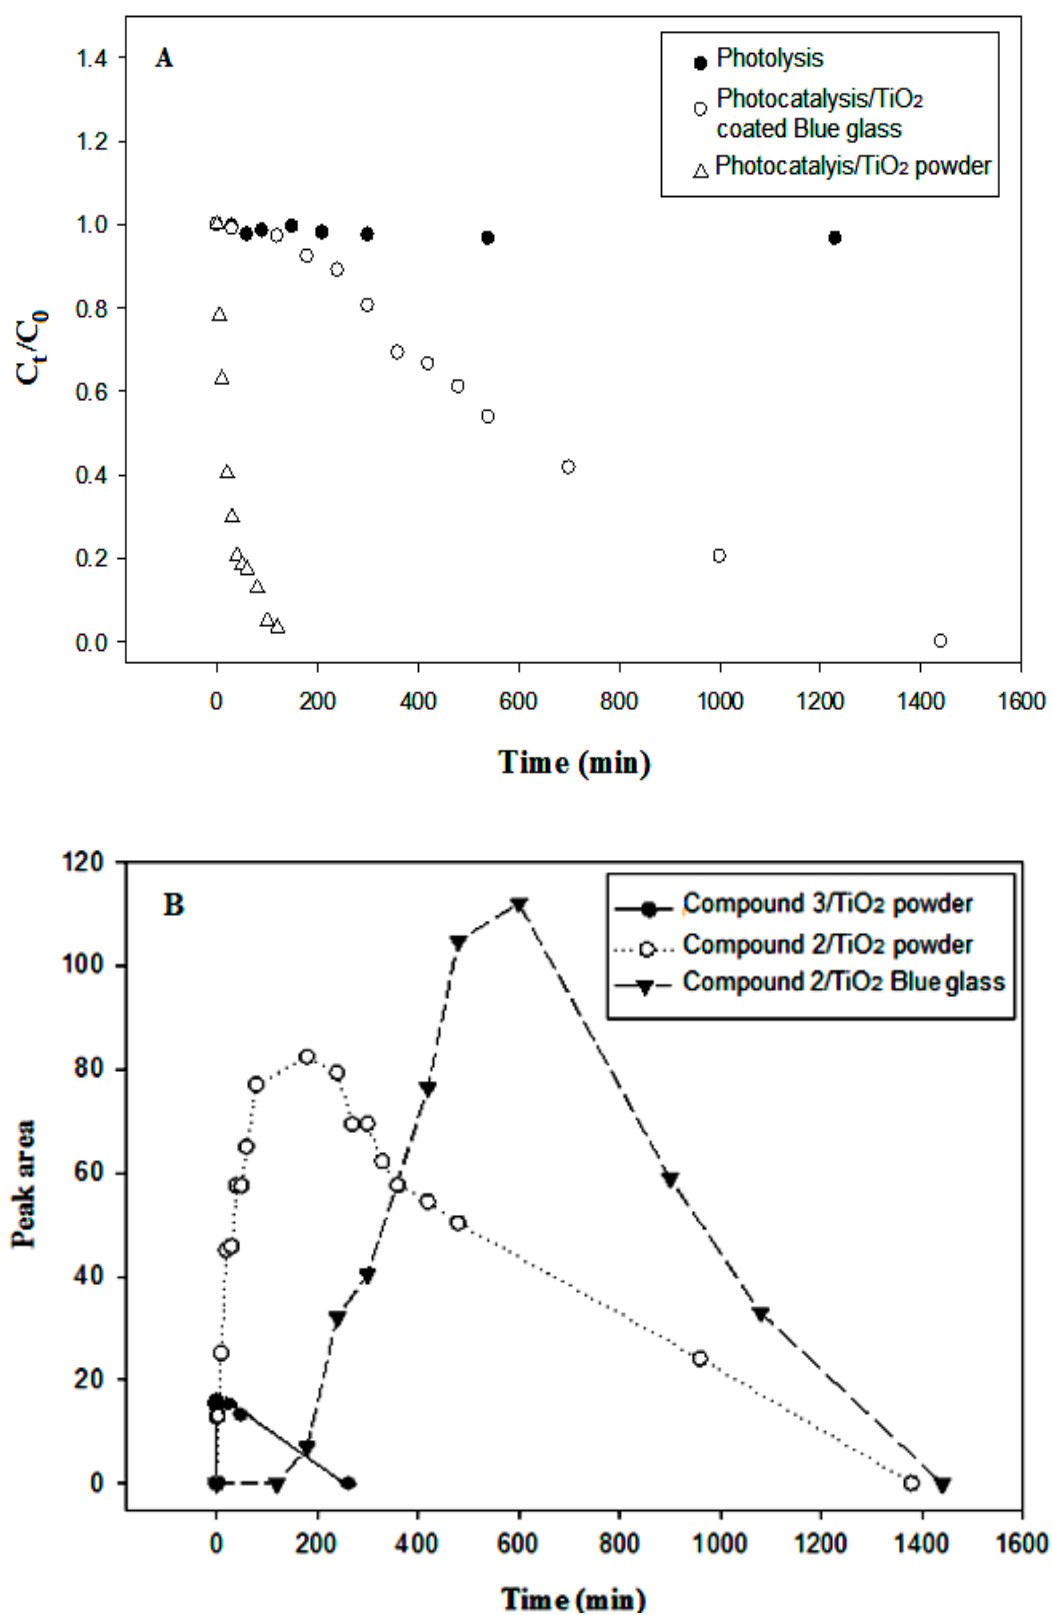 A
Photolysis
Photocatalysis/TiO2
coated Blue glass
Photocatalyis/TiO2 powder
1.4
1.2
1.0
0.8
0.6
0.4
0.2
0.0
Ct/C0
0 200 400 600 800 1000 1200 1400 1600
Time (min)
B
Compound 3/TiO2 powder
Compound 2/TiO2 powder
Compound 2/TiO2 Blue glass
120
100
80
60
40
20
0
Peak area
0 200 400 600 800 1000 1200 1400 1600
Time (min)